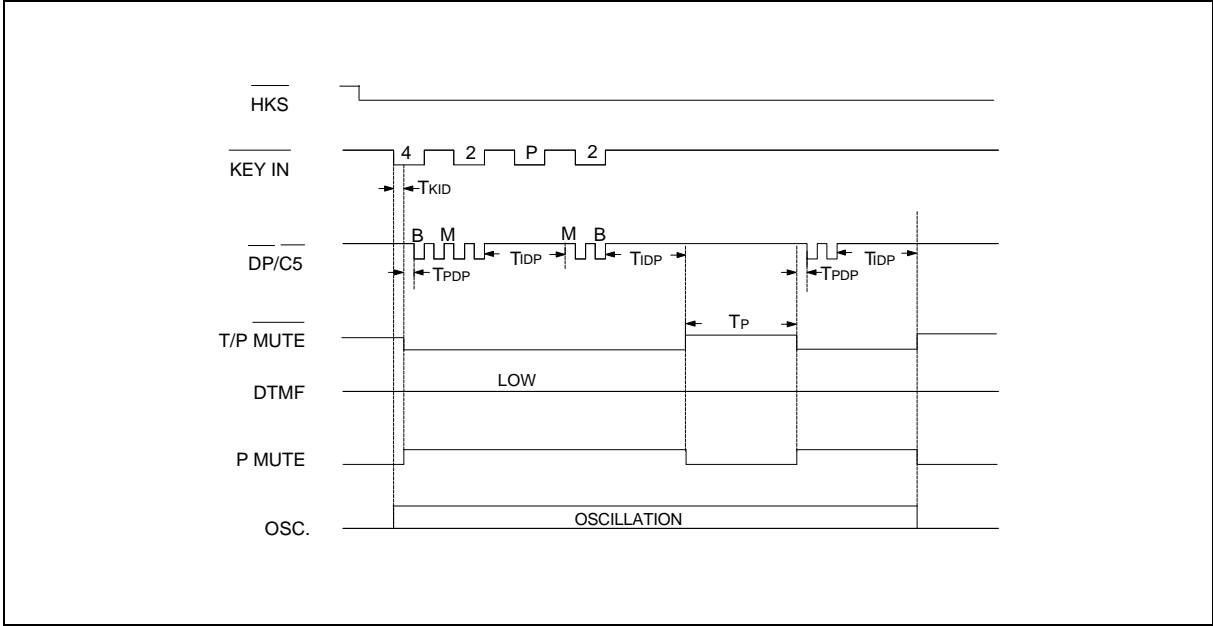 HKS
KEY IN
4 2 P 2
TKID
DP/C5
B M M B
TIDP TIDP TIDP
TPDP TPDP
T/P MUTE
TP
DTMF
LOW
P MUTE
OSC.
OSCILLATION